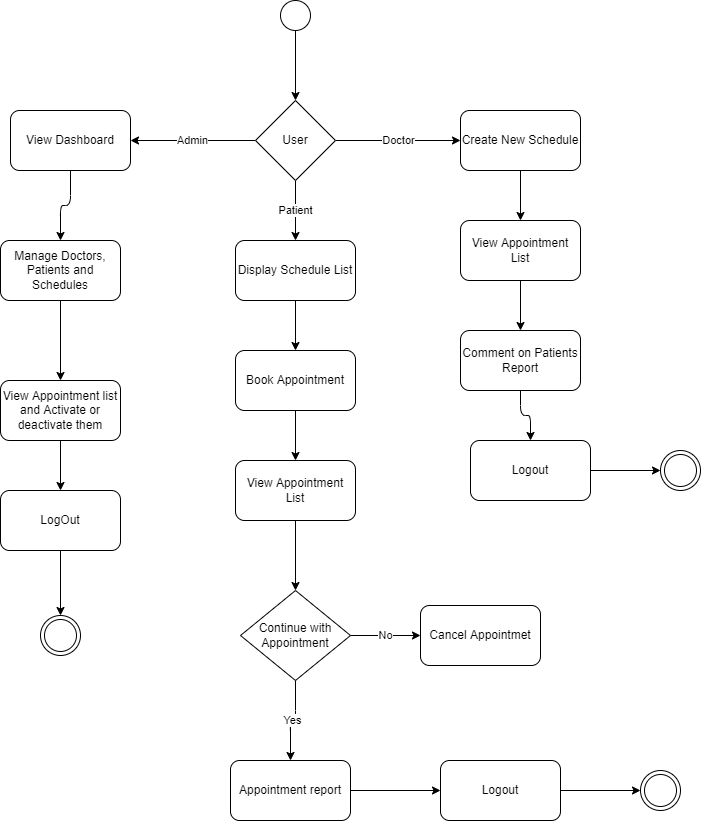 View Dashboard
Admin
User
Doctor
Create New Schedule
Patient
Manage Doctors,
Patients and
Schedules
Display Schedule List
View Appointment
List
View Appointment list
and Activate or
deactivate them
Book Appointment
Comment on Patients
Report
LogOut
View Appointment
List
Logout
Continue with
Appointment
No
Cancel Appointmet
Yes
Appointment report
Logout